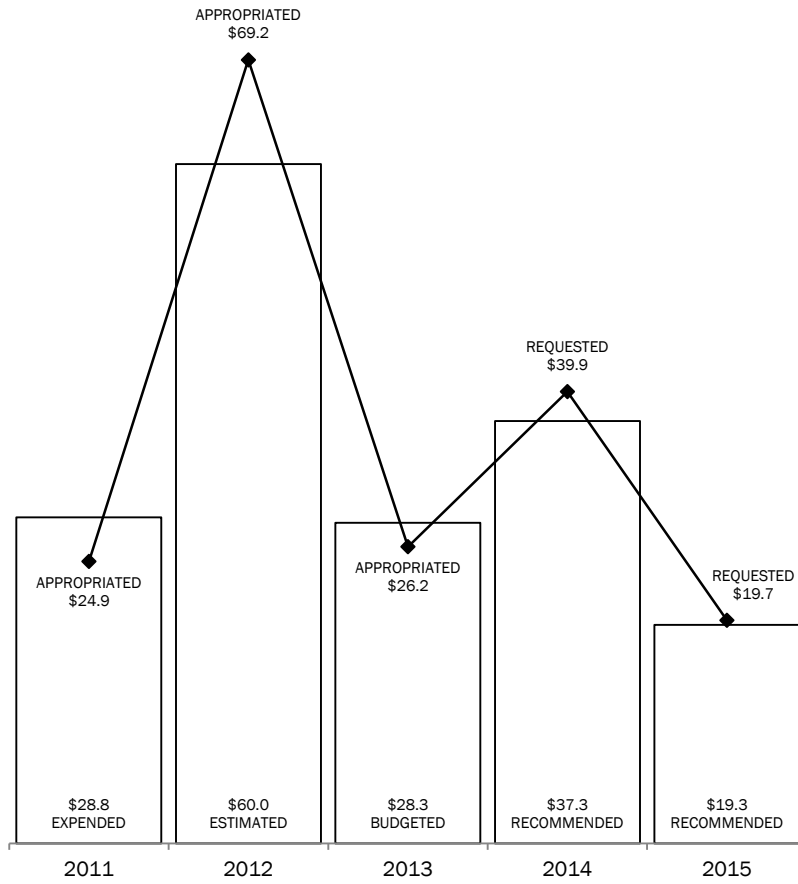 APPROPRIATED
$69.2
REQUESTED
$39.9
APPROPRIATED
$24.9
APPROPRIATED
$26.2
REQUESTED
$19.7
$28.8
EXPENDED
$60.0
ESTIMATED
$28.3
BUDGETED
$37.3
RECOMMENDED
$19.3
RECOMMENDED
2011 2012 2013 2014 2015